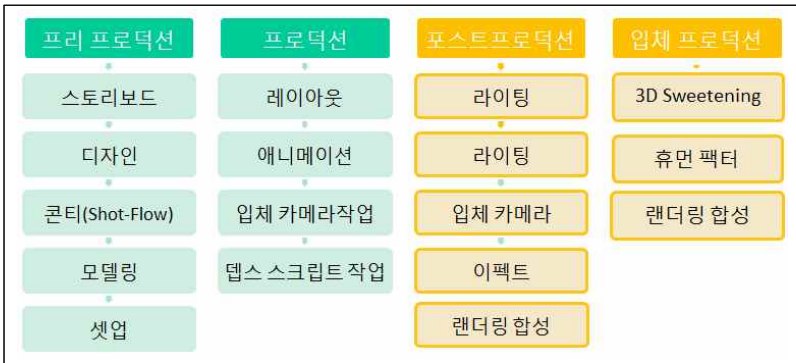 프리 프로덕션
스토리보드
디자인
콘티(Shot-Flow)
모델링
셋업
프로덕션
레이아웃
애니메이션
입체 카메라작업
뎁스 스크립트 작업
포스트프로덕션
라이팅
라이팅
입체 카메라
이펙트
랜더링 합성
입체 프로덕션
3D Sweetening
휴먼 팩터
랜더링 합성